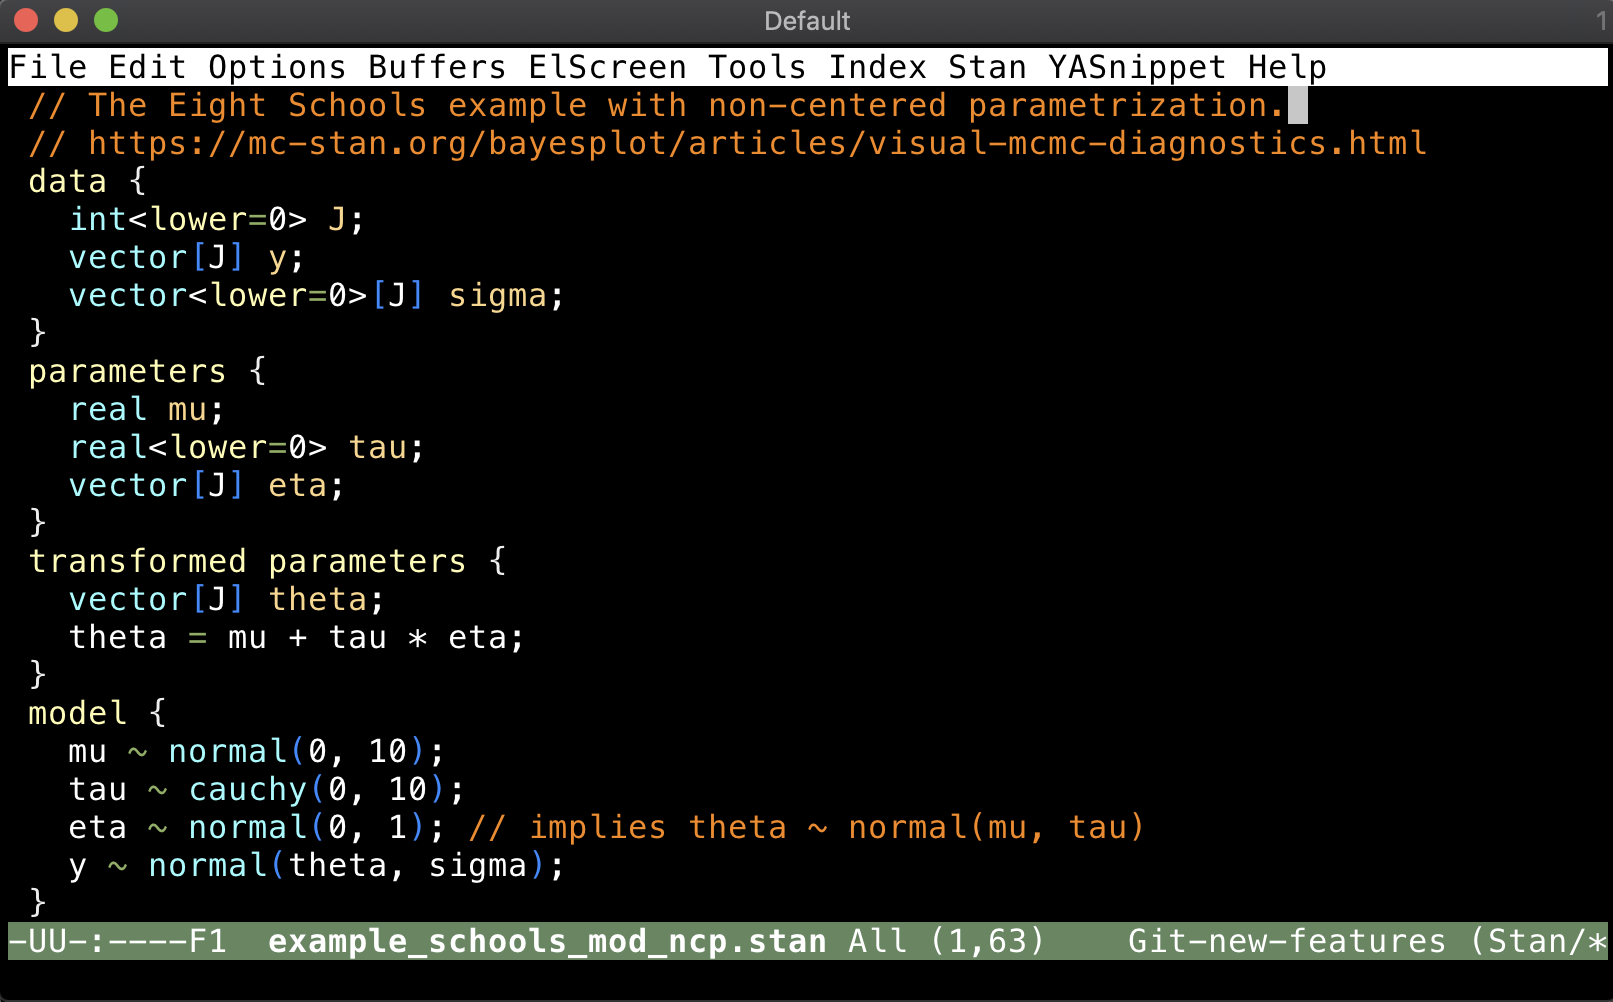 Default 1
File Edit Options Buffers ElScreen Tools Index Stan YASnippet Help
// The Eight Schools example with non-centered parametrization.
// https://mc-stan.org/bayesplot/articles/visual-mcmc-diagnostics.html
data {
  int<lower=0> J;
  vector[J] y;
  vector<lower=0>[J] sigma;
}
parameters {
  real mu;
  real<lower=0> tau;
  vector[J] eta;
}
transformed parameters {
  vector[J] theta;
  theta = mu + tau * eta;
}
model {
  mu ~ normal(0, 10);
  tau ~ cauchy(0, 10);
  eta ~ normal(0, 1); // implies theta ~ normal(mu, tau)
  y ~ normal(theta, sigma);
}
-UU-:----F1  example_schools_mod_ncp.stan All (1,63)    Git-new-features (Stan/*